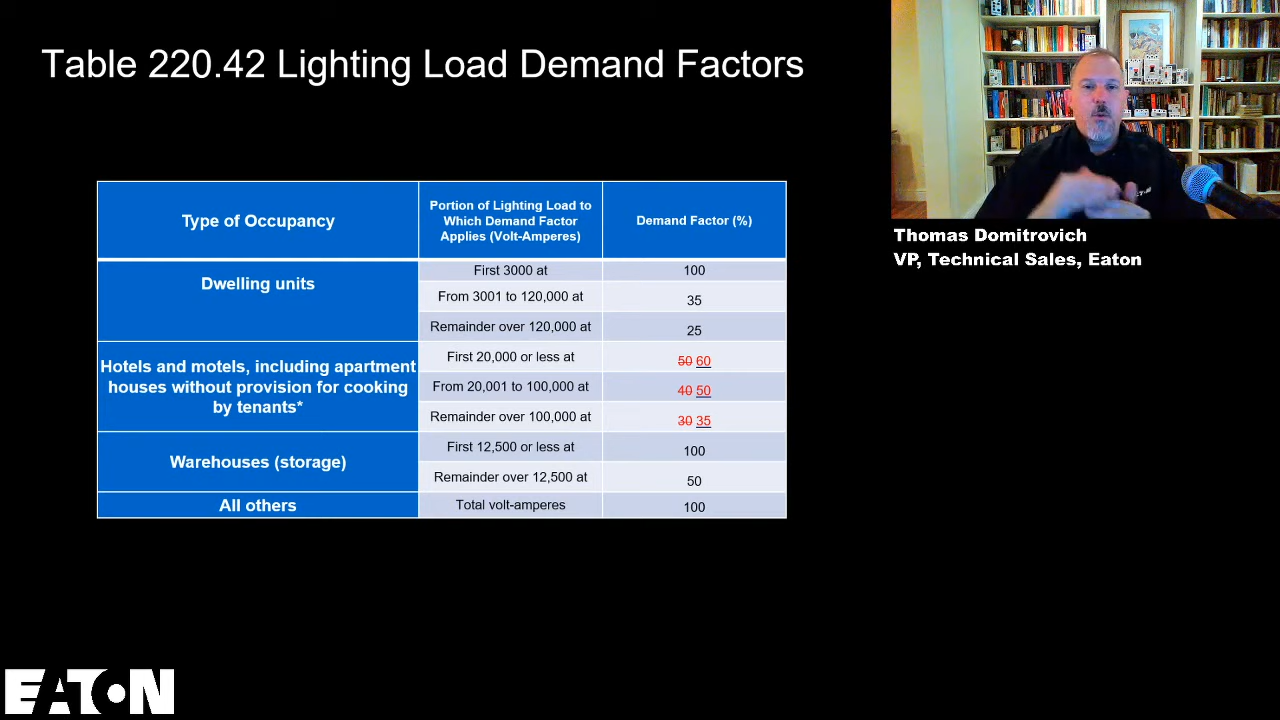 Table 220.42 Lighting Load Demand Factors
Thomas Domitrovich
VP, Technical Sales, Eaton
Type of Occupancy
Portion of Lighting Load to
Which Demand Factor
Applies (Volt-Amperes)
Demand Factor (%)
Dwelling units
First 3000 at
100
From 3001 to 120,000 at
35
Remainder over 120,000 at
25
Hotels and motels, including apartment
houses without provision for cooking
by tenants*
First 20,000 or less at
50 60
From 20,001 to 100,000 at
40 50
Remainder over 100,000 at
30 35
Warehouses (storage)
First 12,500 or less at
100
Remainder over 12,500 at
50
All others
Total volt-amperes
100
EATON